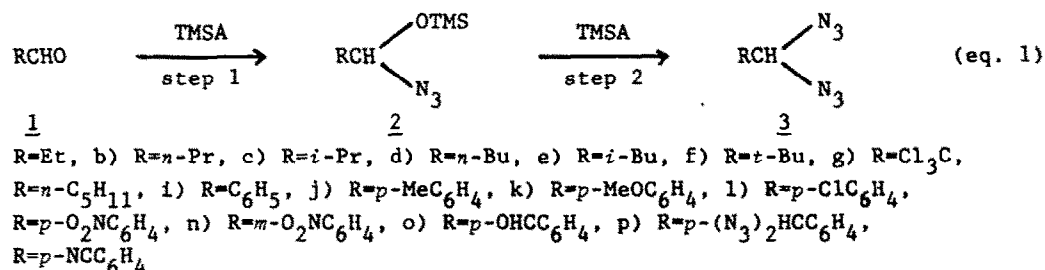 OTMS N₃
RCHO TMSA RCH TMSA RCH (eq. 1)
step 1 step 2
N₃ N₃
1 2 3
R=Et, b) R=n-Pr, c) R=i-Pr, d) R=n-Bu, e) R=i-Bu, f) R=t-Bu, g) R=Cl₃C,
R=n-C₅H₁₁, i) R=C₆H₅, j) R=p-MeC₆H₄, k) R=p-MeOC₆H₄, l) R=p-ClC₆H₄,
R=p-O₂NC₆H₄, n) R=m-O₂NC₆H₄, o) R=p-OHCC₆H₄, p) R=p-(N₃)₂HCC₆H₄,
R=p-NCC₆H₄